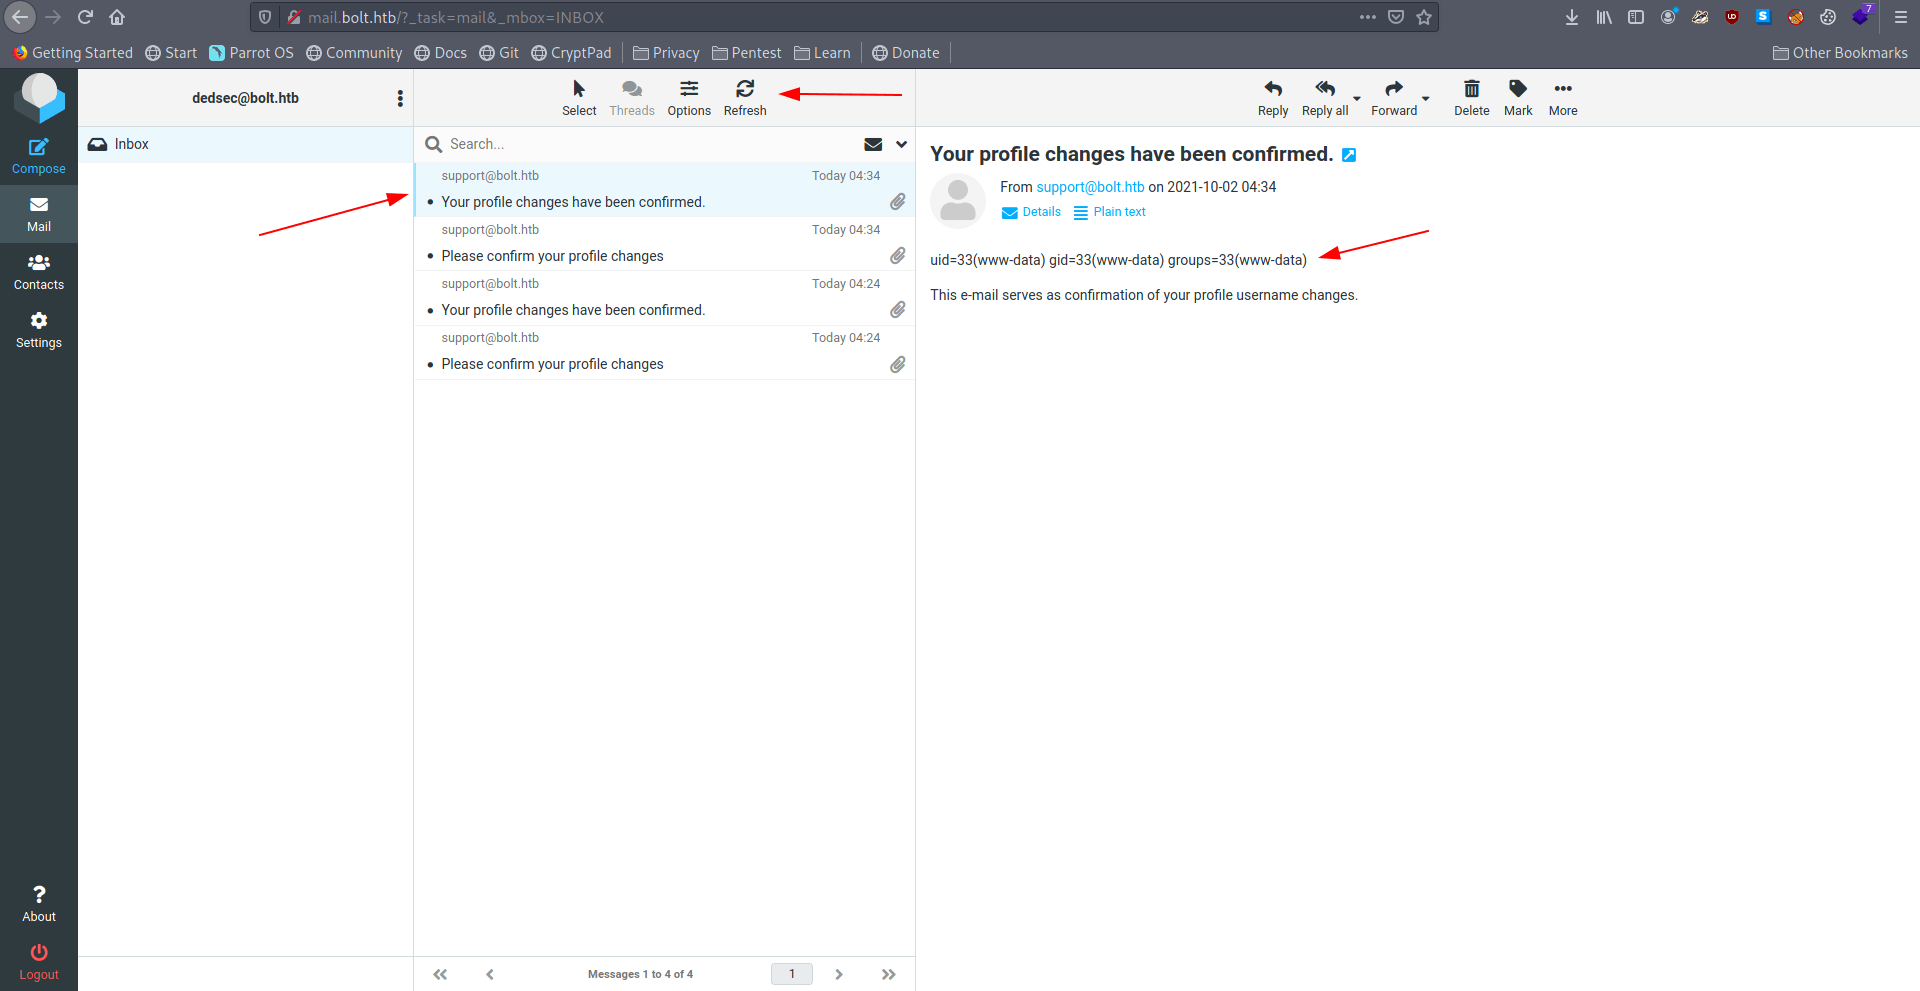 mail.bolt.htb/?_task=mail&_mbox=INBOX
7
Getting Started Start Parrot OS Community Docs Git CryptPad Privacy Pentest Learn Donate Other Bookmarks
dedsec@bolt.htb
Select Threads Options Refresh
Reply Reply all Forward Delete Mark More
Compose
Mail
Contacts
Settings
About
Logout
Inbox
Search...
support@bolt.htb Today 04:34
• Your profile changes have been confirmed.
support@bolt.htb Today 04:34
• Please confirm your profile changes
support@bolt.htb Today 04:24
• Your profile changes have been confirmed.
support@bolt.htb Today 04:24
• Please confirm your profile changes
Messages 1 to 4 of 4 1
Your profile changes have been confirmed.
From support@bolt.htb on 2021-10-02 04:34
Details Plain text
uid=33(www-data) gid=33(www-data) groups=33(www-data)
This e-mail serves as confirmation of your profile username changes.